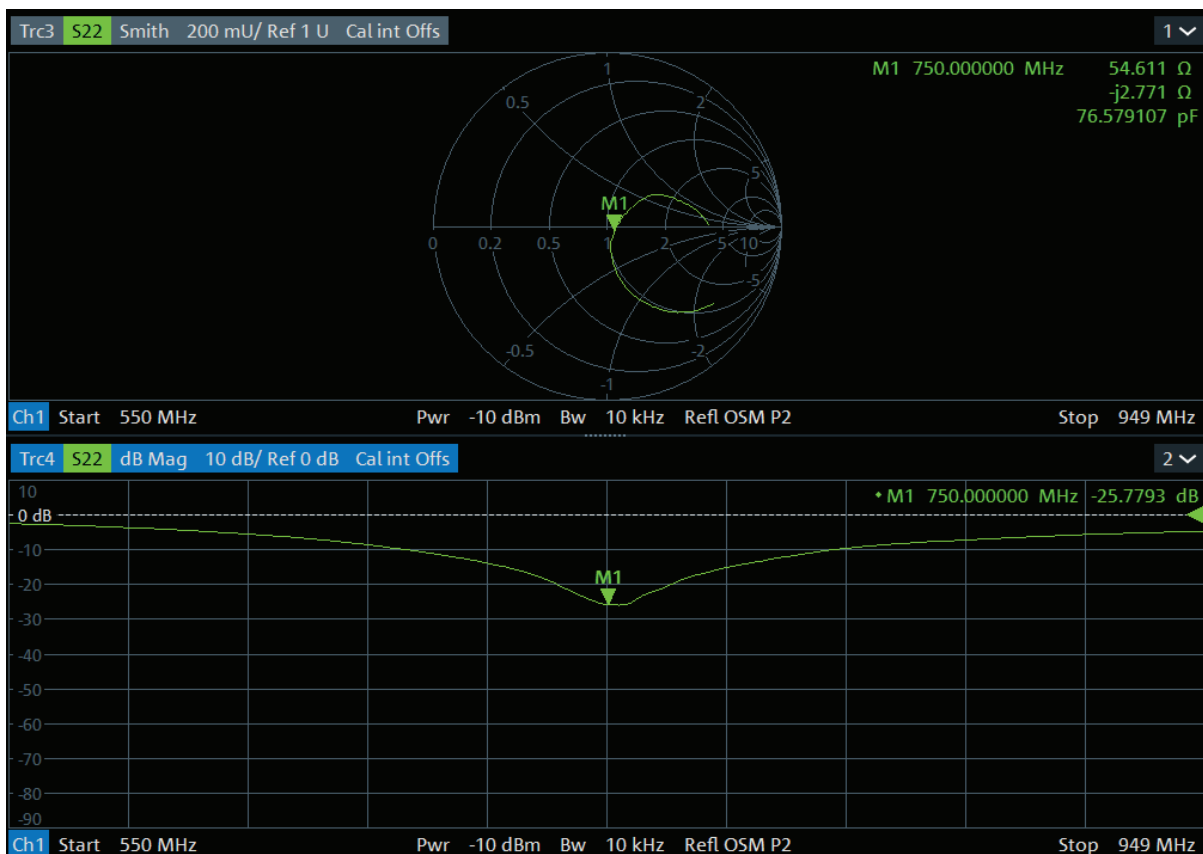 Trc3 S22 Smith 200 mU/ Ref 1 U Cal int Offs 1
M1 750.000000 MHz 54.611 Ω
-j2.771 Ω
76.579107 pF
1
0.5 2
5
M1
0 0.2 0.5 1 2 5 10
-5
-0.5 -2
-1
Ch1 Start 550 MHz Pwr -10 dBm Bw 10 kHz Refl OSM P2 Stop 949 MHz
Trc4 S22 dB Mag 10 dB/ Ref 0 dB Cal int Offs 2
10 M1 750.000000 MHz -25.7793 dB
0 dB
-10
-20
M1
-30
-40
-50
-60
-70
-80
-90
Ch1 Start 550 MHz Pwr -10 dBm Bw 10 kHz Refl OSM P2 Stop 949 MHz